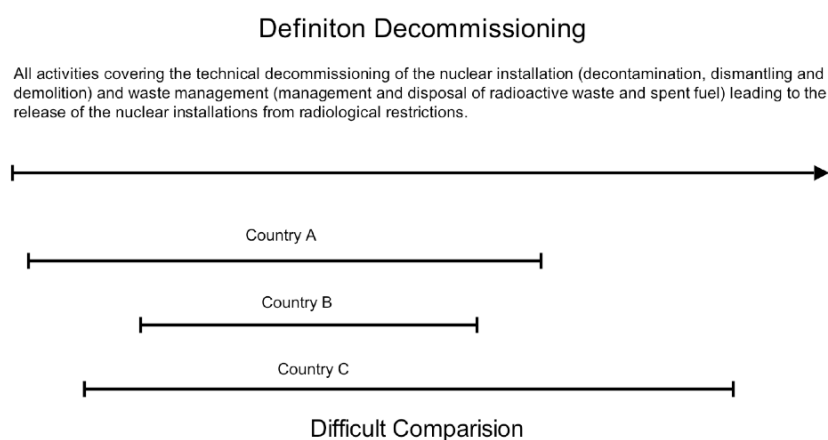 Definiton Decommissioning
All activities covering the technical decommissioning of the nuclear installation (decontamination, dismantling and
demolition) and waste management (management and disposal of radioactive waste and spent fuel) leading to the
release of the nuclear installations from radiological restrictions.
Country A
Country B
Country C
Difficult Comparision